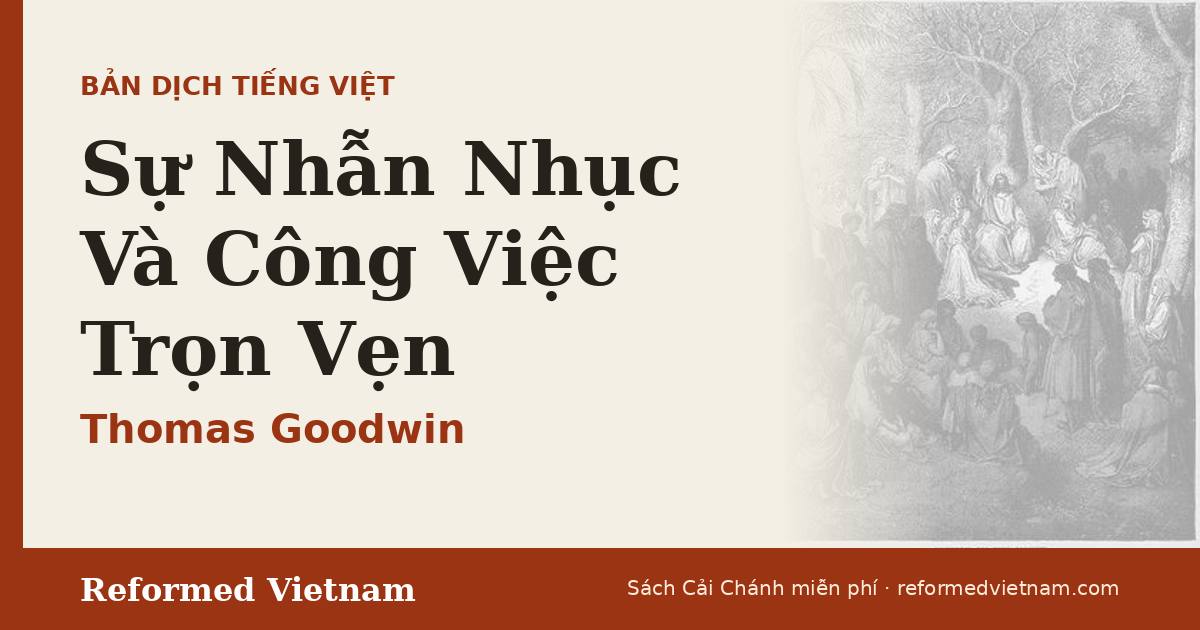 BẢN DỊCH TIẾNG VIỆT
Sự Nhẫn Nhục
Và Công Việc
Trọn Vẹn
Thomas Goodwin
Reformed Vietnam
Sách Cải Chánh miễn phí · reformedvietnam.com